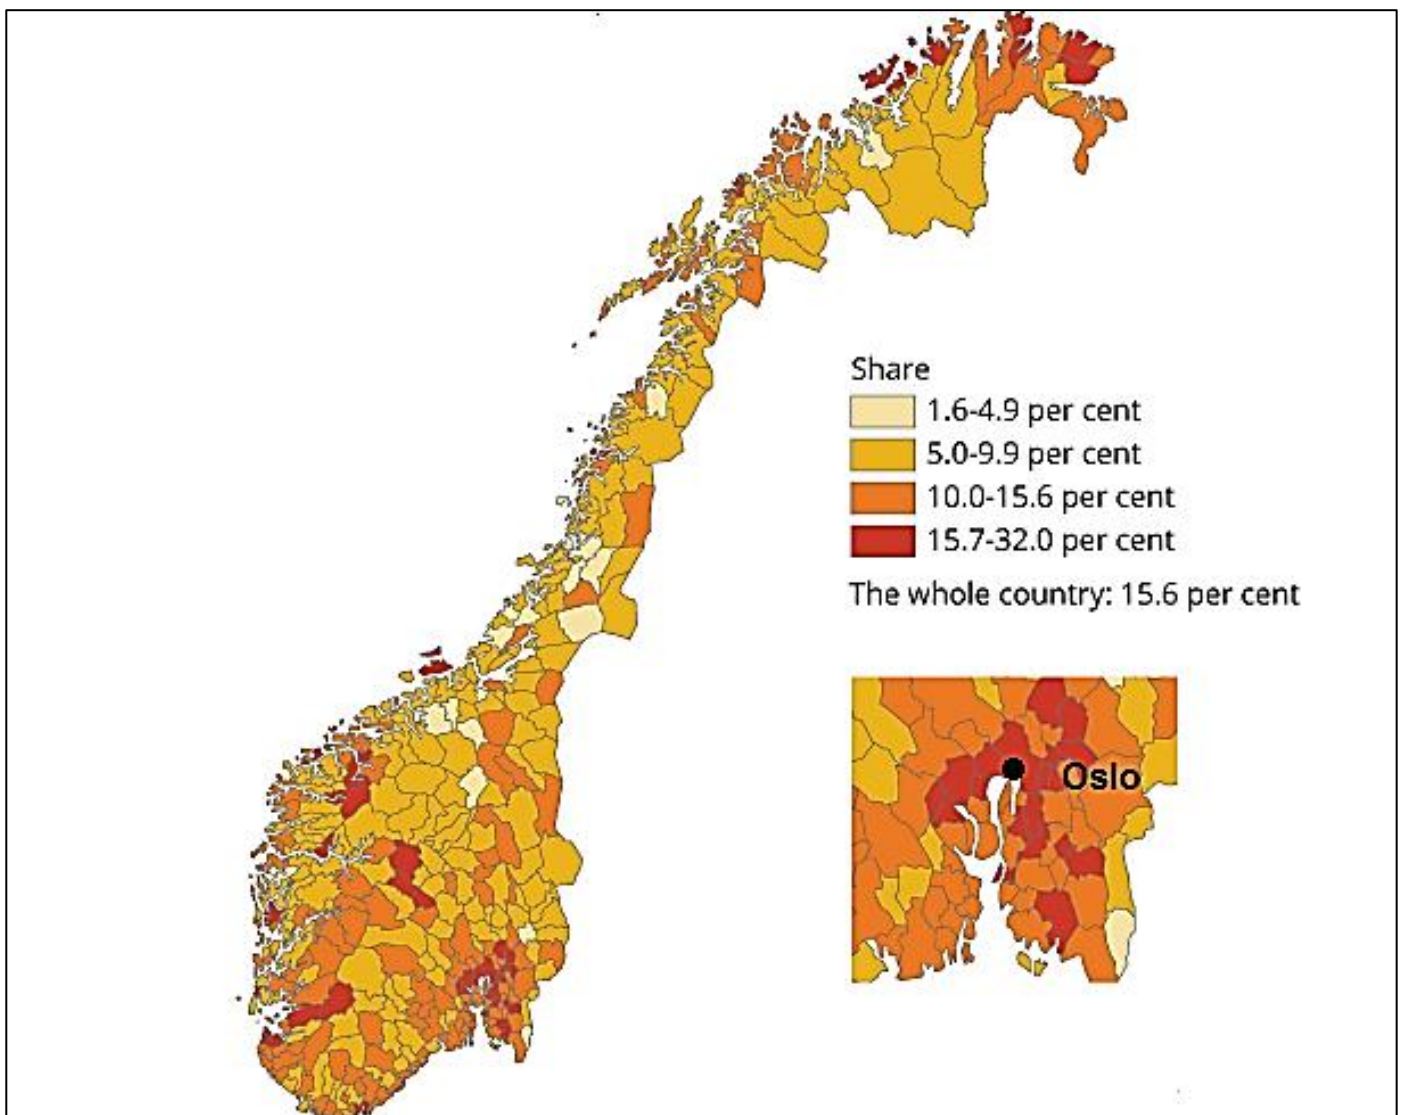 Share
1.6-4.9 per cent
5.0-9.9 per cent
10.0-15.6 per cent
15.7-32.0 per cent
The whole country: 15.6 per cent
Oslo